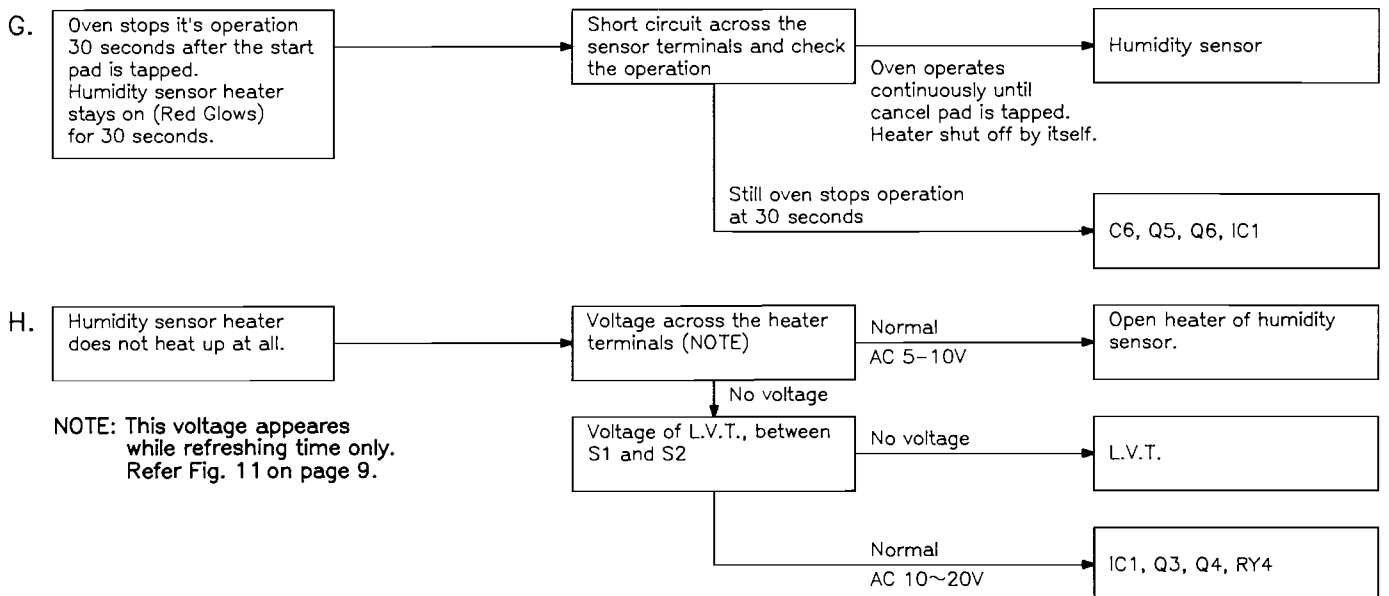 G.
Oven stops it's operation
30 seconds after the start
pad is tapped.
Humidity sensor heater
stays on (Red Glows)
for 30 seconds.
Short circuit across the
sensor terminals and check
the operation
Oven operates
continuously until
cancel pad is tapped.
Heater shut off by itself.
Humidity sensor
Still oven stops operation
at 30 seconds
C6, Q5, Q6, IC1
H.
Humidity sensor heater
does not heat up at all.
Voltage across the heater
terminals (NOTE)
Normal
AC 5-10V
Open heater of humidity
sensor.
No voltage
NOTE: This voltage appeares
while refreshing time only.
Refer Fig. 11 on page 9.
Voltage of L.V.T., between
S1 and S2
No voltage
L.V.T.
Normal
AC 10~20V
IC1, Q3, Q4, RY4